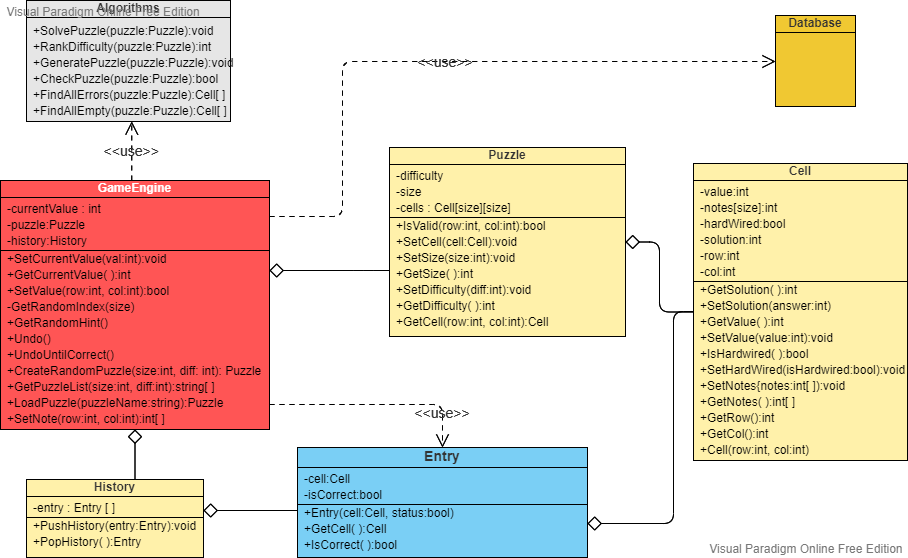 Visual Paradigm Online Free Edition
Algorithms
+SolvePuzzle(puzzle:Puzzle):void
+RankDifficulty(puzzle:Puzzle):int
+GeneratePuzzle(puzzle:Puzzle):void
+CheckPuzzle(puzzle:Puzzle):bool
+FindAllErrors(puzzle:Puzzle):Cell[ ]
+FindAllEmpty(puzzle:Puzzle):Cell[ ]
<<use>>
Database
<<use>>
GameEngine
-currentValue : int
-puzzle:Puzzle
-history:History
+SetCurrentValue(val:int):void
+GetCurrentValue( ):int
+SetValue(row:int, col:int):bool
-GetRandomIndex(size)
+GetRandomHint()
+Undo()
+UndoUntilCorrect()
+CreateRandomPuzzle(size:int, diff: int): Puzzle
+GetPuzzleList(size:int, diff:int):string[ ]
+LoadPuzzle(puzzleName:string):Puzzle
+SetNote(row:int, col:int):int[ ]
Puzzle
-difficulty
-size
-cells : Cell[size][size]
+IsValid(row:int, col:int):bool
+SetCell(cell:Cell):void
+SetSize(size:int):void
+GetSize( ):int
+SetDifficulty(diff:int):void
+GetDifficulty( ):int
+GetCell(row:int, col:int):Cell
Cell
-value:int
-notes[size]:int
-hardWired:bool
-solution:int
-row:int
-col:int
+GetSolution( ):int
+SetSolution(answer:int)
+GetValue( ):int
+SetValue(value:int):void
+IsHardwired( ):bool
+SetHardWired(isHardwired:bool):void
+SetNotes{notes:int[ ]):void
+GetNotes( ):int[ ]
+GetRow():int
+GetCol():int
+Cell(row:int, col:int)
<<use>>
History
-entry : Entry [ ]
+PushHistory(entry:Entry):void
+PopHistory( ):Entry
Entry
-cell:Cell
-isCorrect:bool
+Entry(cell:Cell, status:bool)
+GetCell( ):Cell
+IsCorrect( ):bool
Visual Paradigm Online Free Edition